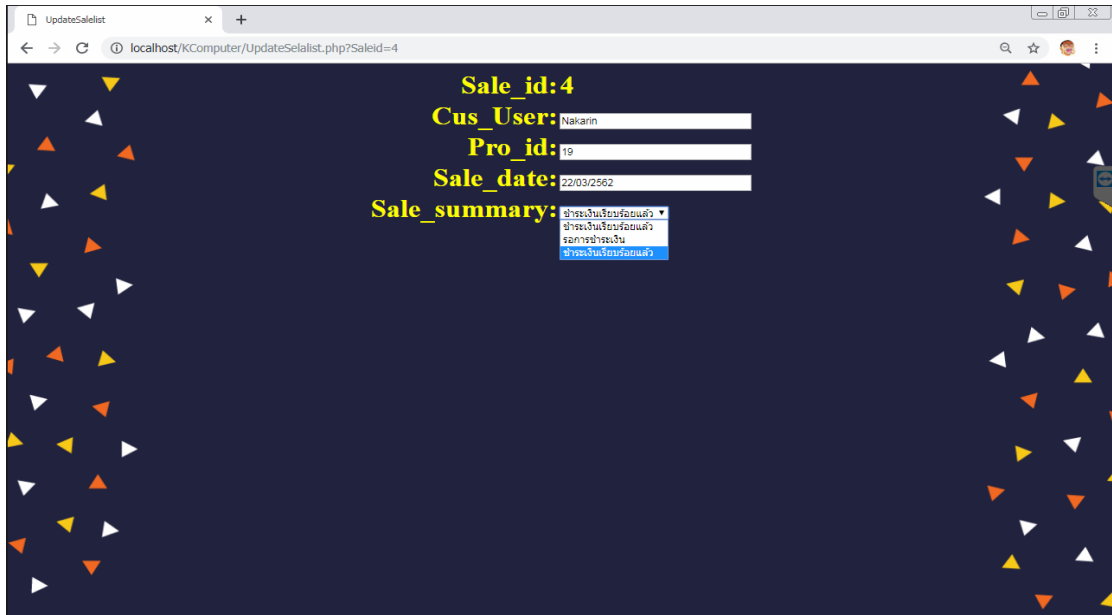 UpdateSalelist
localhost/KComputer/UpdateSelalist.php?Saleid=4
Sale_id: 4
Cus_User: Nakarin
Pro_id: 19
Sale_date: 22/03/2562
Sale_summary: ชำระเงินเรียบร้อยแล้ว
ชำระเงินเรียบร้อยแล้ว
รอการชำระเงิน
ชำระเงินเรียบร้อยแล้ว